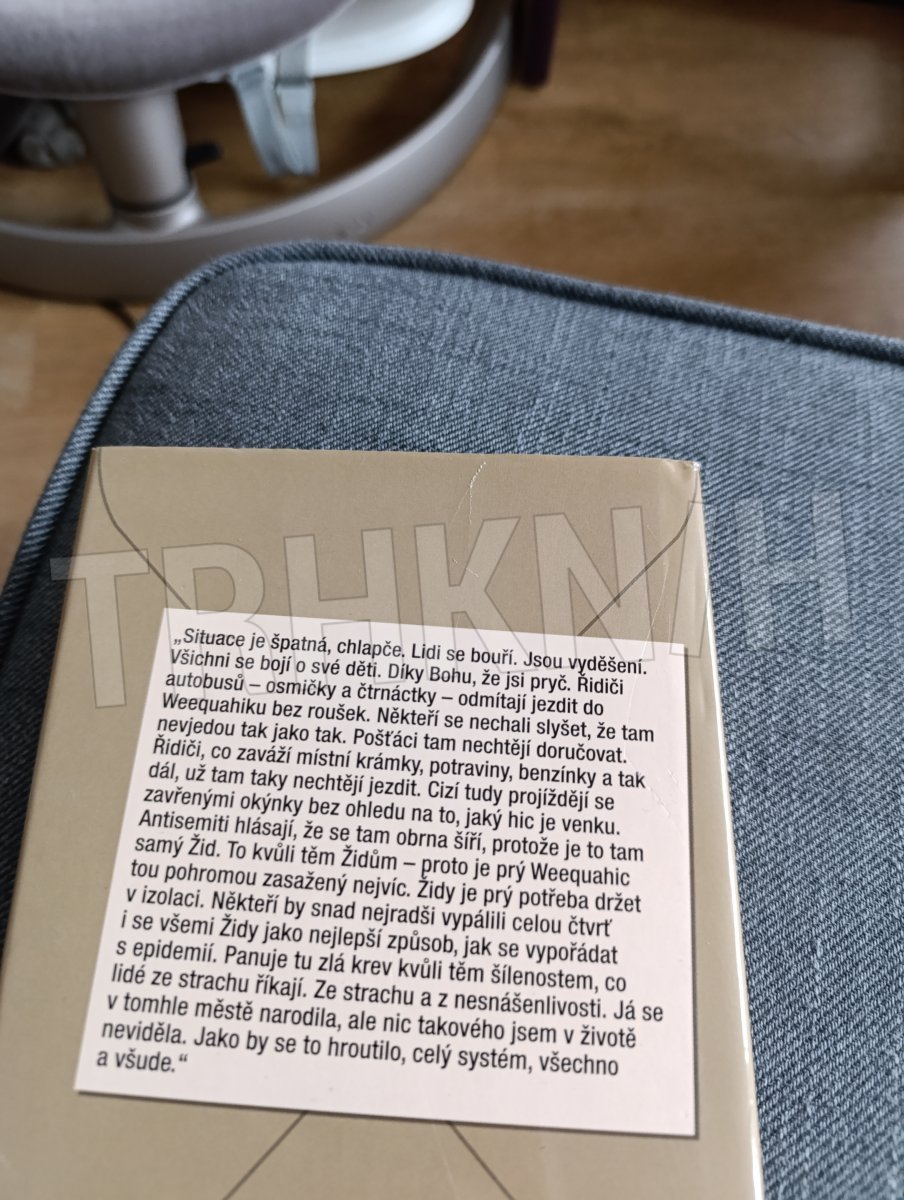 TRHKNIH
„Situace je špatná, chlapče. Lidi se bouří. Jsou vyděšení.
Všichni se bojí o své děti. Díky Bohu, že jsi pryč. Řidiči
autobusů – osmičky a čtrnáctky – odmítají jezdit do
Weequahiku bez roušek. Někteří se nechali slyšet, že tam
nevjedou tak jako tak. Pošťáci tam nechtějí doručovat.
Řidiči, co zaváží místní krámky, potraviny, benzínky a tak
dál, už tam taky nechtějí jezdit. Cizí tudy projíždějí se
zavřenými okýnky bez ohledu na to, jaký hic je venku.
Antisemiti hlásají, že se tam obrna šíří, protože je to tam
samý Žid. To kvůli těm Židům – proto je prý Weequahic
tou pohromou zasažený nejvíc. Židy je prý potřeba držet
v izolaci. Někteří by snad nejradši vypálili celou čtvrť
i se všemi Židy jako nejlepší způsob, jak se vypořádat
s epidemií. Panuje tu zlá krev kvůli těm šílenostem, co
lidé ze strachu říkají. Ze strachu a z nesnášenlivosti. Já se
v tomhle městě narodila, ale nic takového jsem v životě
neviděla. Jako by se to hroutilo, celý systém, všechno
a všude.“